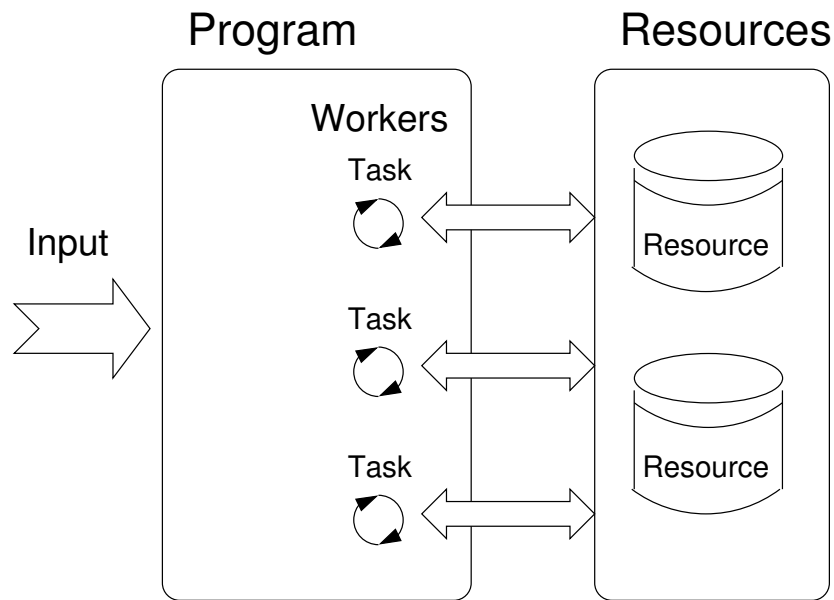 Program
Resources
Workers
Task
Input
Resource
Task
Task
Resource